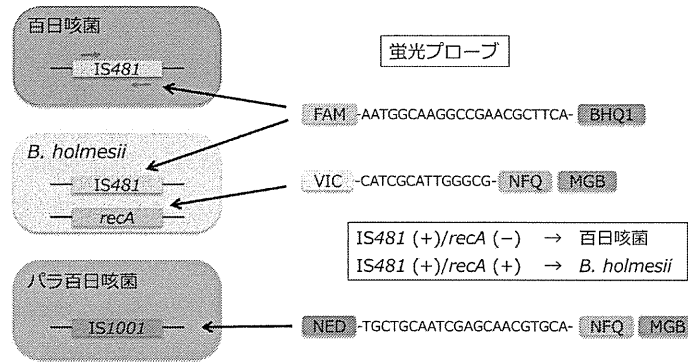 百日咳菌
IS481
蛍光プローブ
FAM-AATGGCAAGGCCGAACGCTTCA-BHQ1
B. holmesii
IS481
recA
VIC-CATCGCATTGGGCG-NFQ MGB
IS481 (+)/recA (−) → 百日咳菌
IS481 (+)/recA (+) → B. holmesii
パラ百日咳菌
IS1001
NED-TGCTGCAATCGAGCAACGTGCA-NFQ MGB